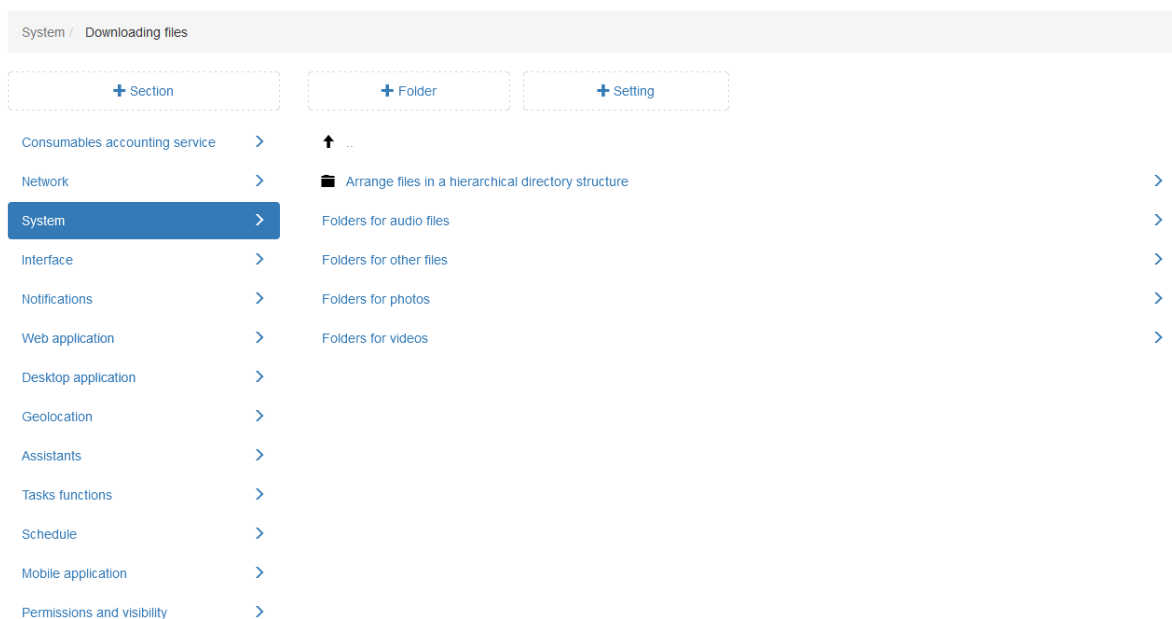 System / Downloading files
+ Section
+ Folder
+ Setting
Consumables accounting service
Network
System
Interface
Notifications
Web application
Desktop application
Geolocation
Assistants
Tasks functions
Schedule
Mobile application
Permissions and visibility
..
Arrange files in a hierarchical directory structure
Folders for audio files
Folders for other files
Folders for photos
Folders for videos